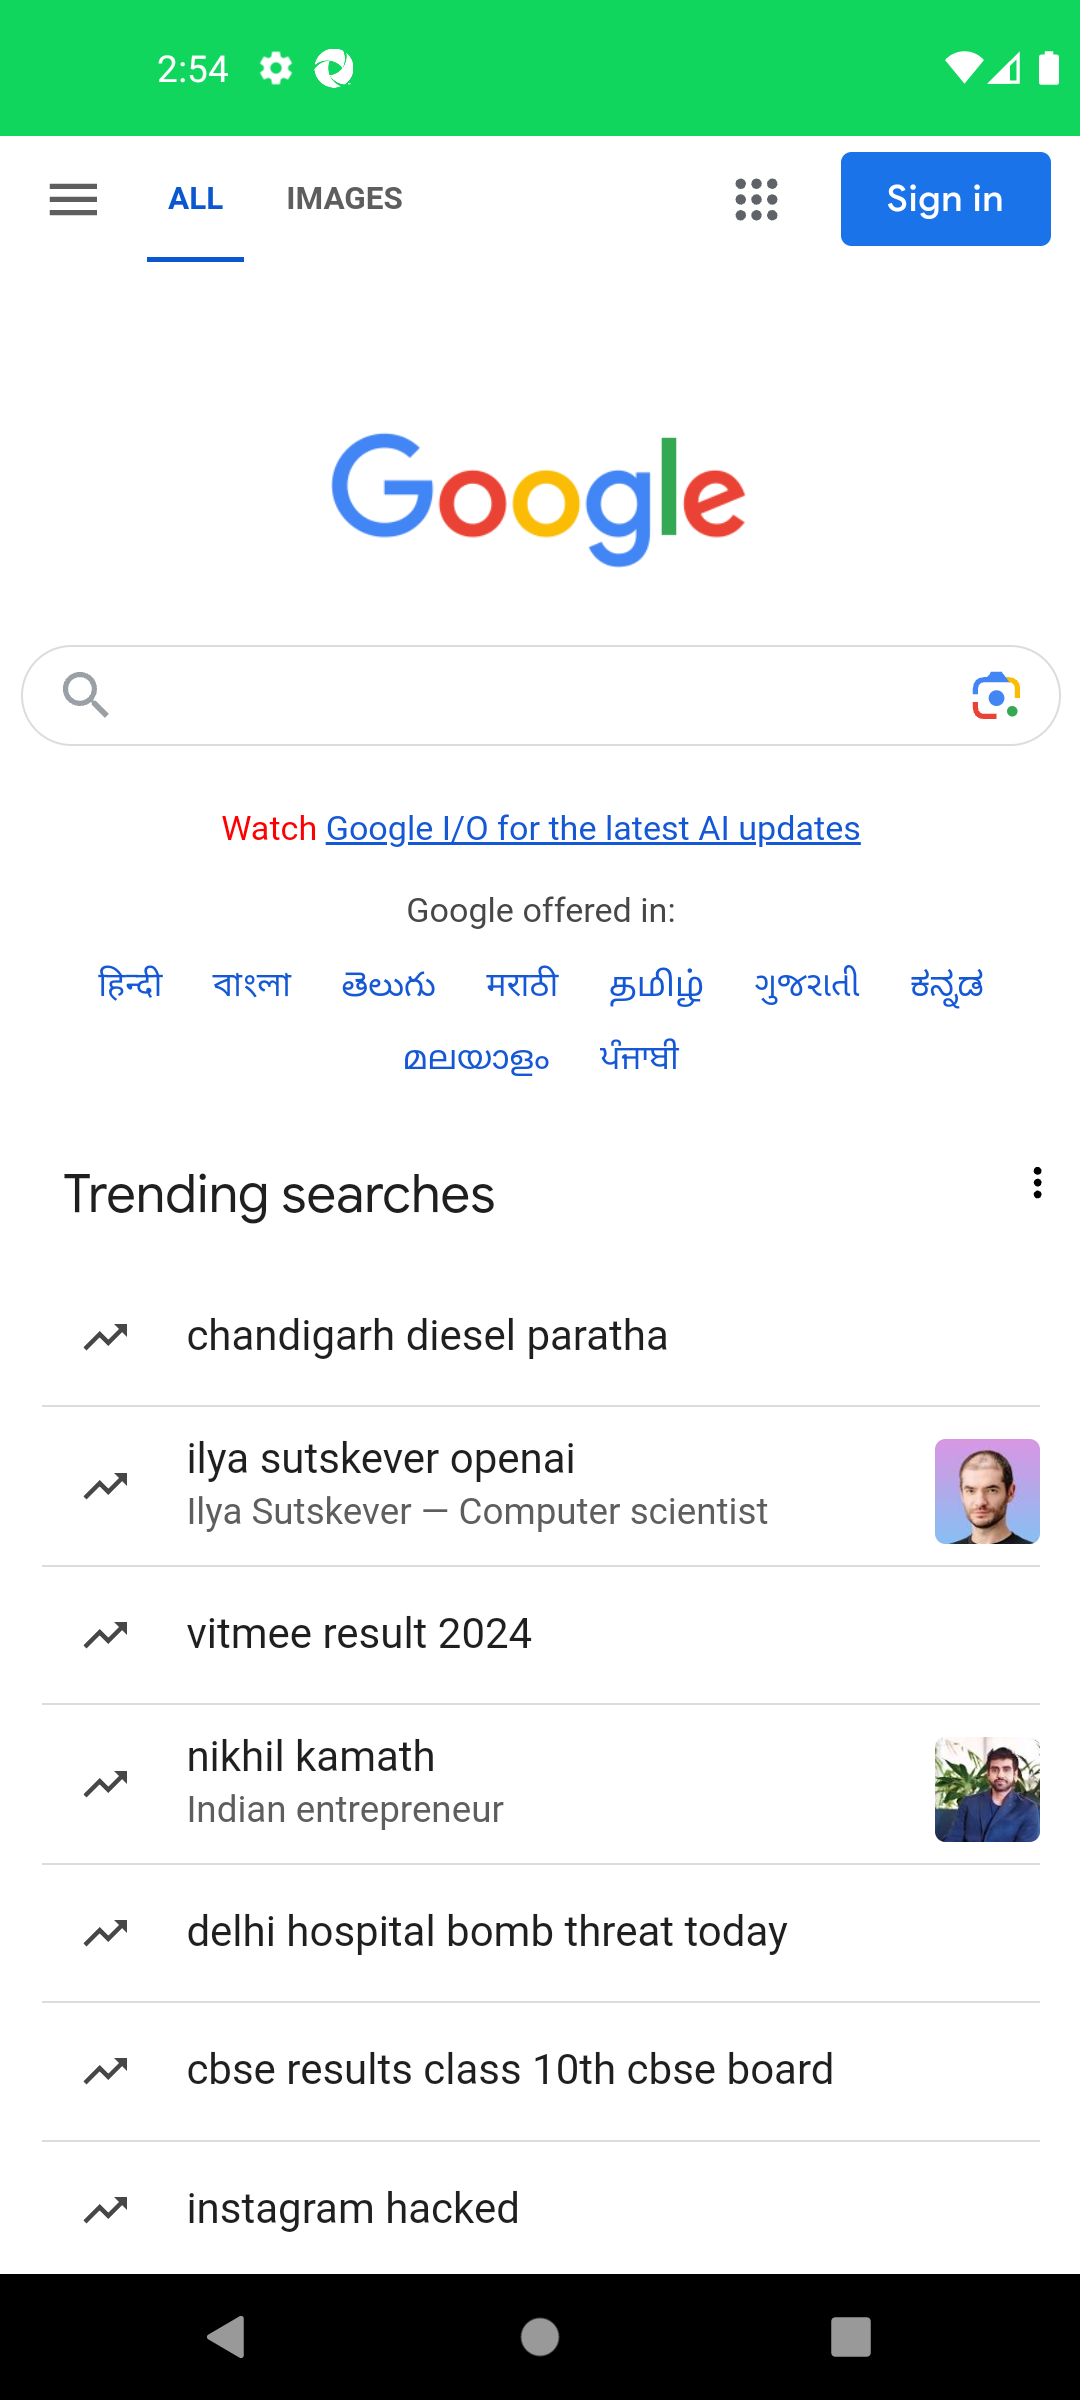 2:54
ALL IMAGES Sign in
Google
Watch Google I/O for the latest AI updates
Google offered in:
हिन्दी বাংলা తెలుగు मराठी தமிழ் ગુજરાતી ಕನ್ನಡ
മലയാളം ਪੰਜਾਬੀ
Trending searches
chandigarh diesel paratha
ilya sutskever openai
Ilya Sutskever — Computer scientist
vitmee result 2024
nikhil kamath
Indian entrepreneur
delhi hospital bomb threat today
cbse results class 10th cbse board
instagram hacked